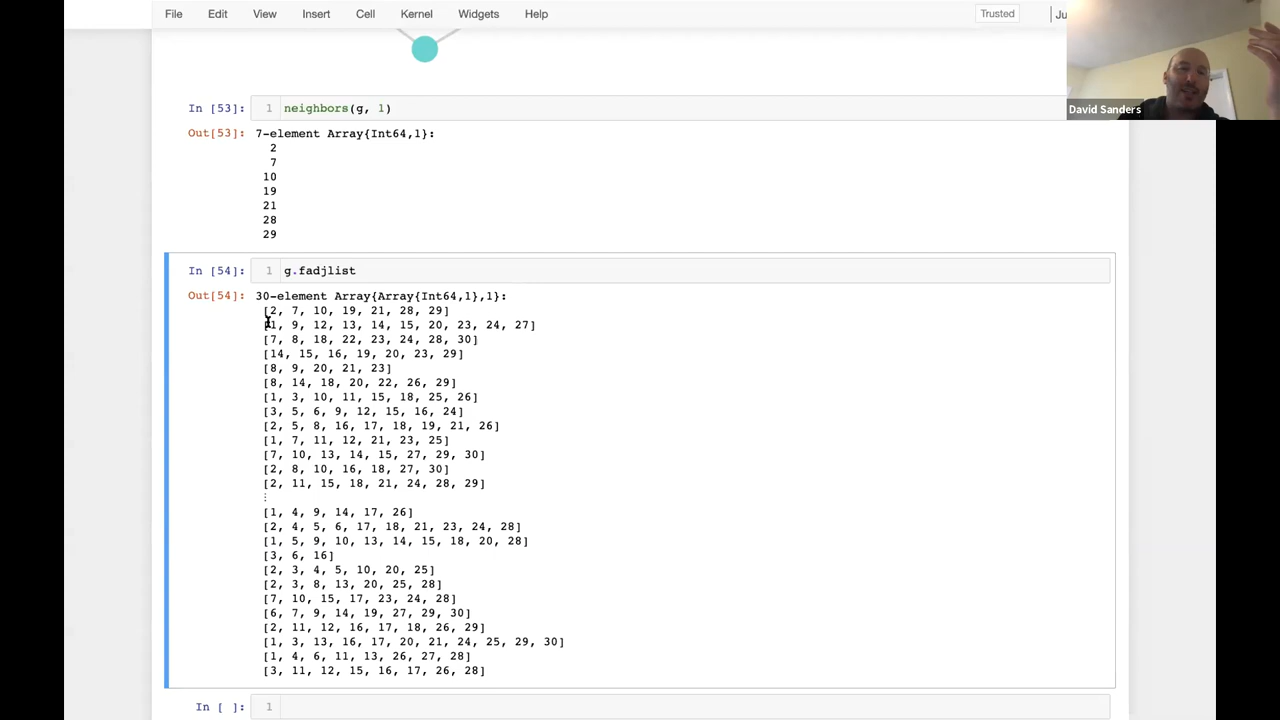 File Edit View Insert Cell Kernel Widgets Help Trusted Ju
David Sanders
In [53]: 1 neighbors(g, 1)
Out[53]: 7-element Array{Int64,1}:
2
7
10
19
21
28
29
In [54]: 1 g.fadjlist
Out[54]: 30-element Array{Array{Int64,1},1}:
[2, 7, 10, 19, 21, 28, 29]
[1, 9, 12, 13, 14, 15, 20, 23, 24, 27]
[7, 8, 18, 22, 23, 24, 28, 30]
[14, 15, 16, 19, 20, 23, 29]
[8, 9, 20, 21, 23]
[8, 14, 18, 20, 22, 26, 29]
[1, 3, 10, 11, 15, 18, 25, 26]
[3, 5, 6, 9, 12, 15, 16, 24]
[2, 5, 8, 16, 17, 18, 19, 21, 26]
[1, 7, 11, 12, 21, 23, 25]
[7, 10, 13, 14, 15, 27, 29, 30]
[2, 8, 10, 16, 18, 27, 30]
[2, 11, 15, 18, 21, 24, 28, 29]
⋮
[1, 4, 9, 14, 17, 26]
[2, 4, 5, 6, 17, 18, 21, 23, 24, 28]
[1, 5, 9, 10, 13, 14, 15, 18, 20, 28]
[3, 6, 16]
[2, 3, 4, 5, 10, 20, 25]
[2, 3, 8, 13, 20, 25, 28]
[7, 10, 15, 17, 23, 24, 28]
[6, 7, 9, 14, 19, 27, 29, 30]
[2, 11, 12, 16, 17, 18, 26, 29]
[1, 3, 13, 16, 17, 20, 21, 24, 25, 29, 30]
[1, 4, 6, 11, 13, 26, 27, 28]
[3, 11, 12, 15, 16, 17, 26, 28]
In [ ]: 1